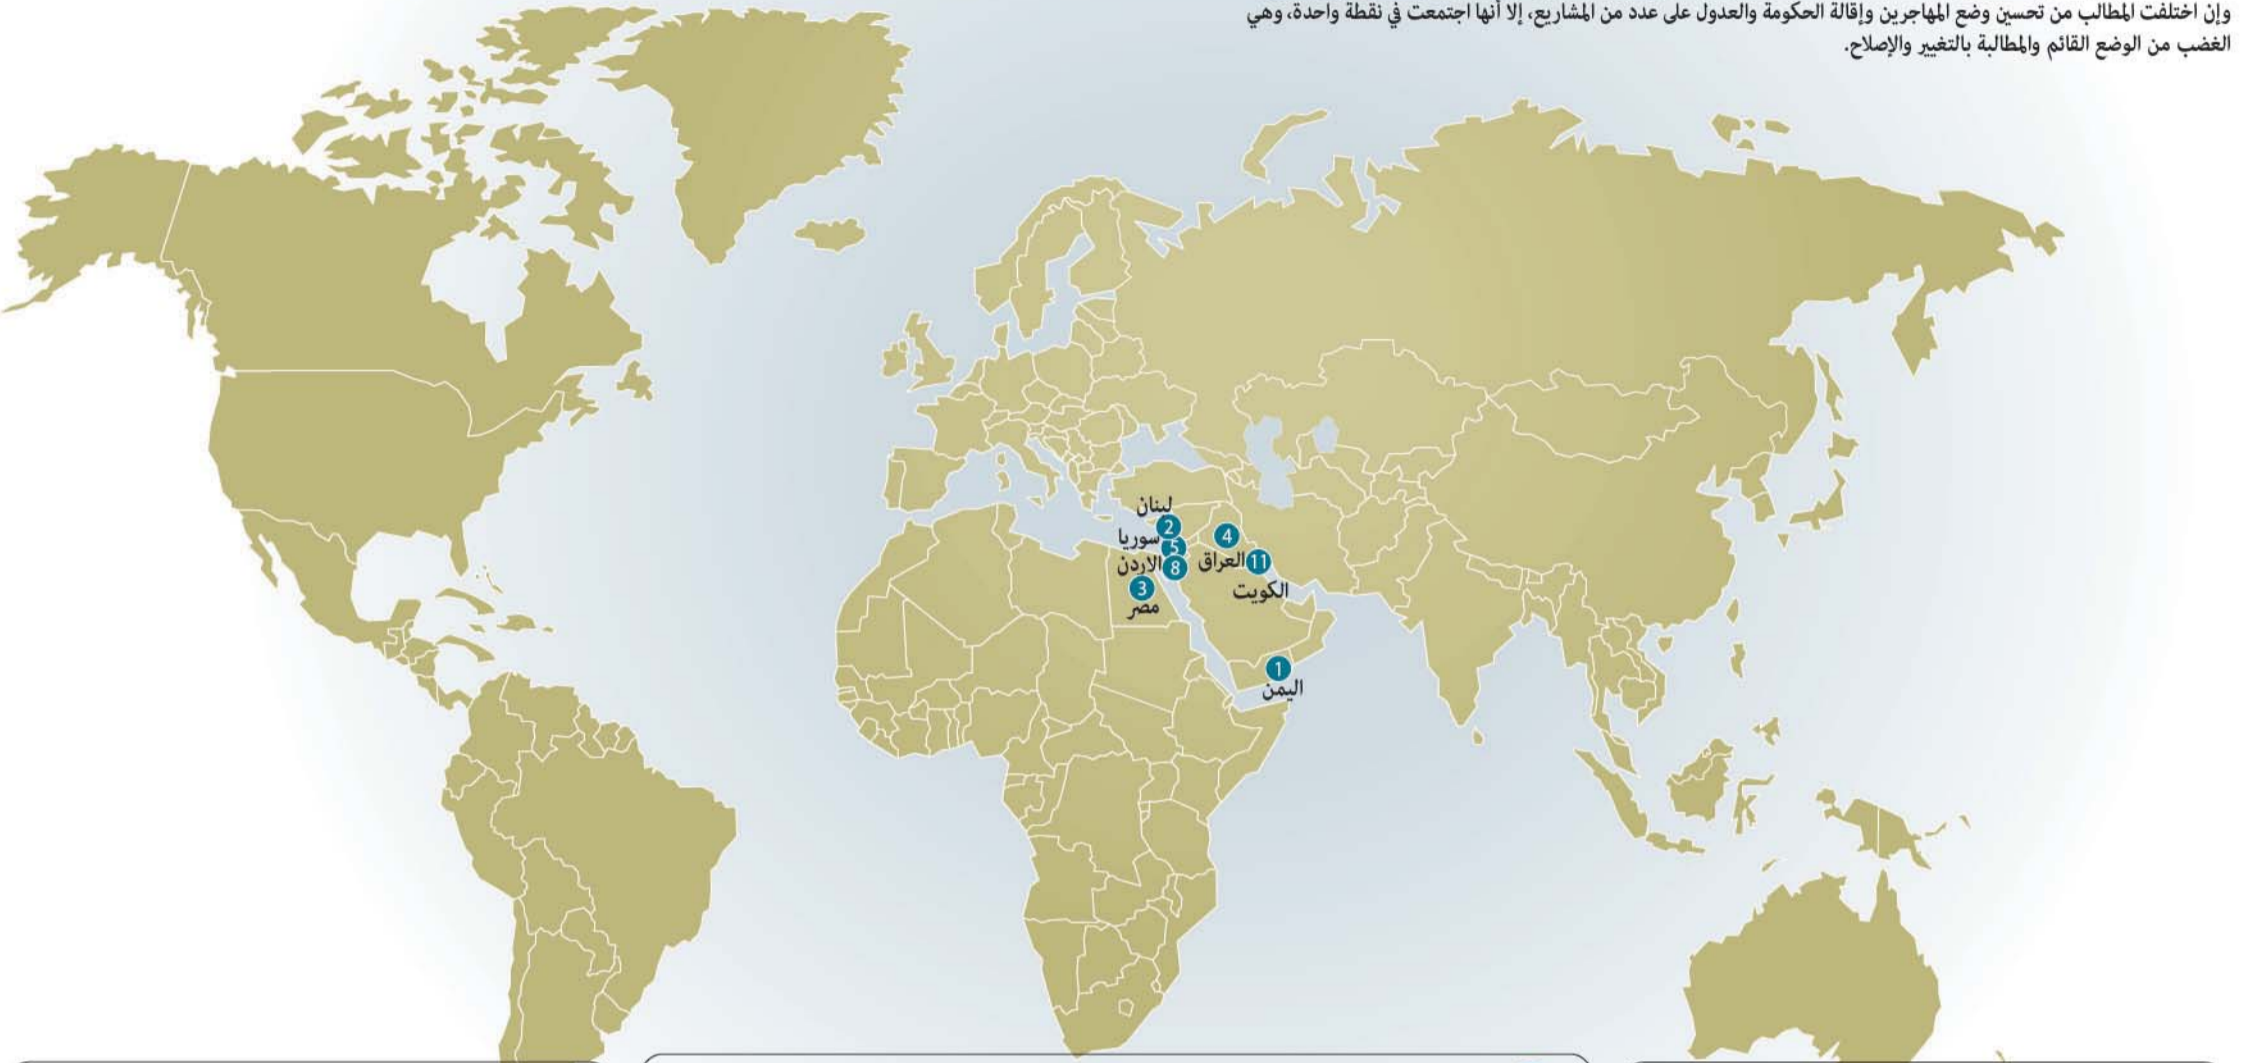 وإن اختلفت المطالب من تحسين وضع المهاجرين وإقالة الحكومة والعدول على عدد من المشاريع، إلا أنها اجتمعت في نقطة واحدة، وهي
الغضب من الوضع القائم والمطالبة بالتغيير والإصلاح.
لبنان
2
سوريا
5
الاردن
8
3
مصر
4
العراق
11
الكويت
1
اليمن